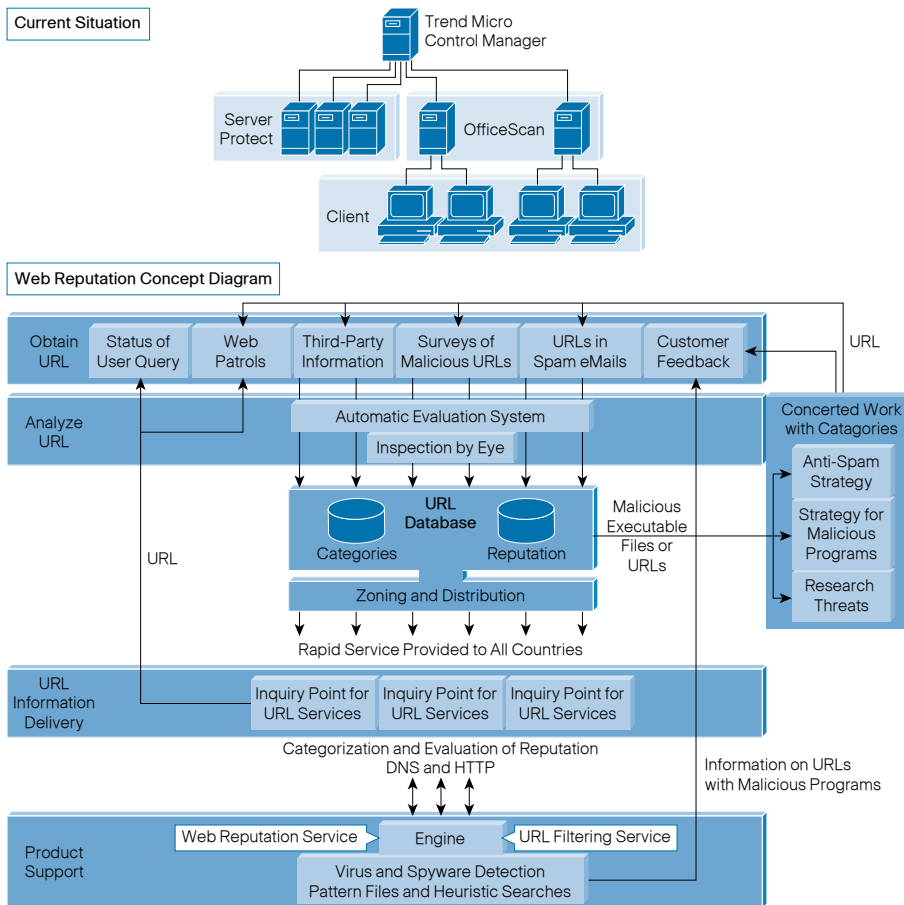 Current Situation
Trend Micro
Control Manager
Server
Protect
OfficeScan
Client
Web Reputation Concept Diagram
Obtain
URL
Status of
User Query
Web
Patrols
Third-Party
Information
Surveys of
Malicious URLs
URLs in
Spam eMails
Customer
Feedback
URL
Analyze
URL
Automatic Evaluation System
Inspection by Eye
Concerted Work
with Catagories
Anti-Spam
Strategy
Strategy for
Malicious
Programs
Research
Threats
URL
Database
Categories
Reputation
Malicious
Executable
Files or
URLs
URL
Zoning and Distribution
Rapid Service Provided to All Countries
URL
Information
Delivery
Inquiry Point for
URL Services
Inquiry Point for
URL Services
Inquiry Point for
URL Services
Categorization and Evaluation of Reputation
DNS and HTTP
Information on URLs
with Malicious Programs
Product
Support
Web Reputation Service
Engine
URL Filtering Service
Virus and Spyware Detection
Pattern Files and Heuristic Searches